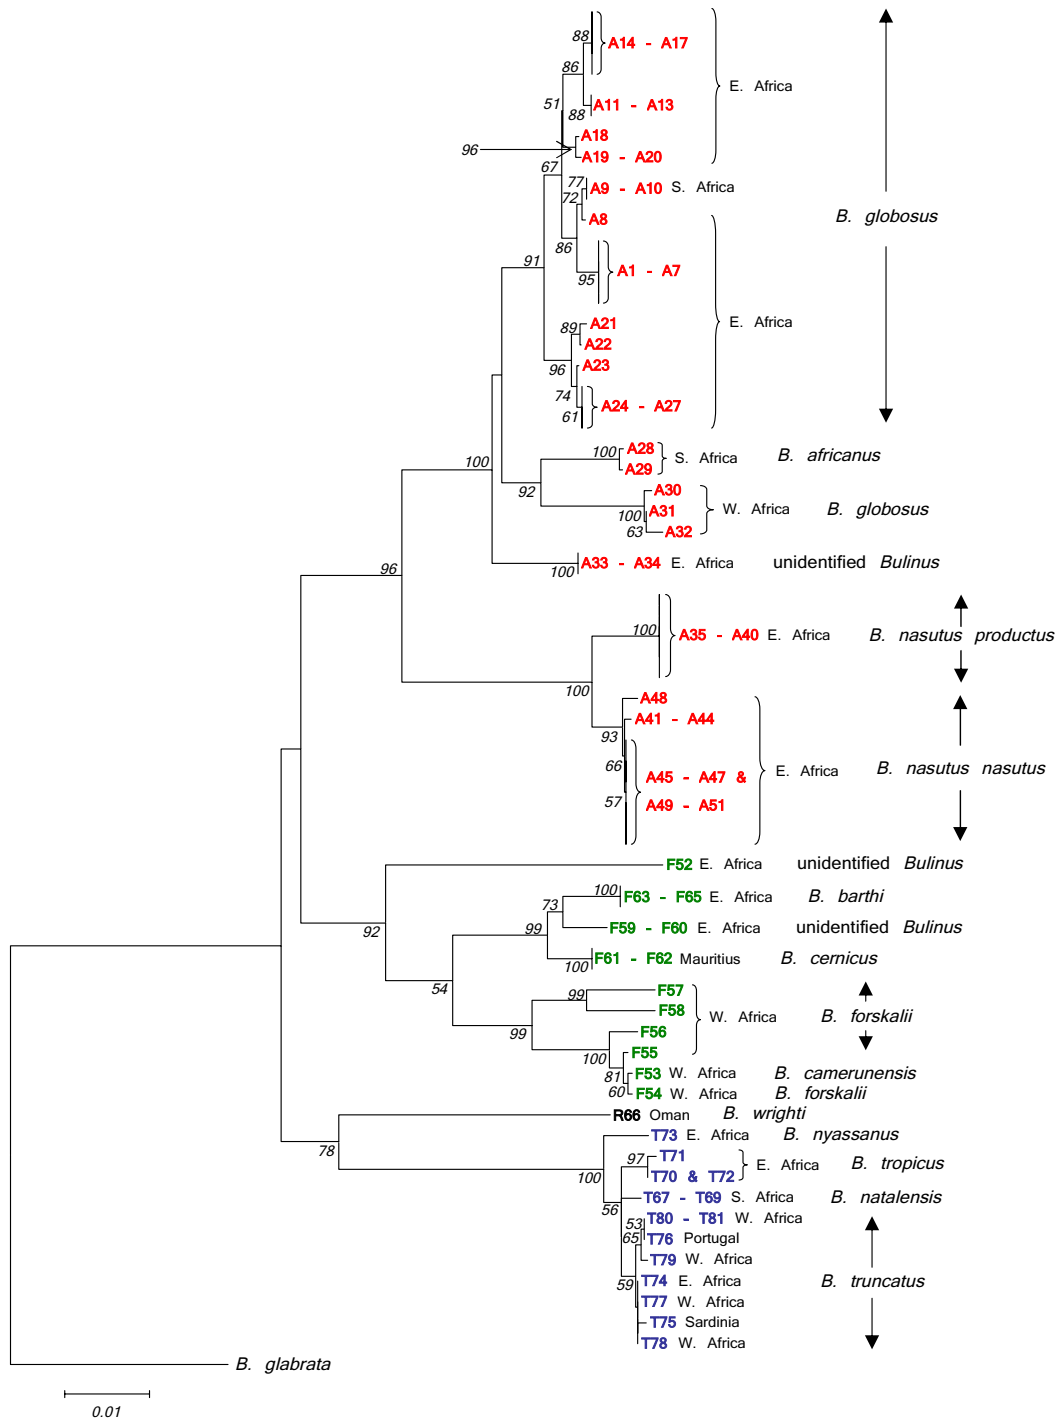 88
A14 - A17
86
E. Africa
51
88
A11 - A13
A18
96
A19 - A20
67
77
A9 - A10 S. Africa
72
A8
B. globosus
86
91
95
A1 - A7
89
A21
E. Africa
A22
96
A23
74
A24 - A27
61
100
A28
S. Africa
B. africanus
A29
100
92
A30
A31
W. Africa
B. globosus
100
63
A32
A33 - A34 E. Africa
unidentified Bulinus
100
96
100
A35 - A40 E. Africa
B. nasutus productus
100
A48
A41 - A44
93
66
A45 - A47 &
E. Africa
B. nasutus nasutus
57
A49 - A51
F52 E. Africa
unidentified Bulinus
100
F63 - F65 E. Africa
B. barthi
73
92
99
F59 - F60 E. Africa
unidentified Bulinus
F61 - F62 Mauritius
B. cernicus
100
54
99
F57
F58
W. Africa
B. forskalii
99
F56
100
F55
81
F53 W. Africa
B. camerunensis
60
F54 W. Africa
B. forskalii
R66 Oman
B. wrighti
78
T73 E. Africa
B. nyassanus
97
T71
E. Africa
B. tropicus
100
T70 & T72
T67 - T69 S. Africa
B. natalensis
56
53
T80 - T81 W. Africa
65
T76 Portugal
T79 W. Africa
59
T74 E. Africa
B. truncatus
T77 W. Africa
T75 Sardinia
T78 W. Africa
B. glabrata
0.01